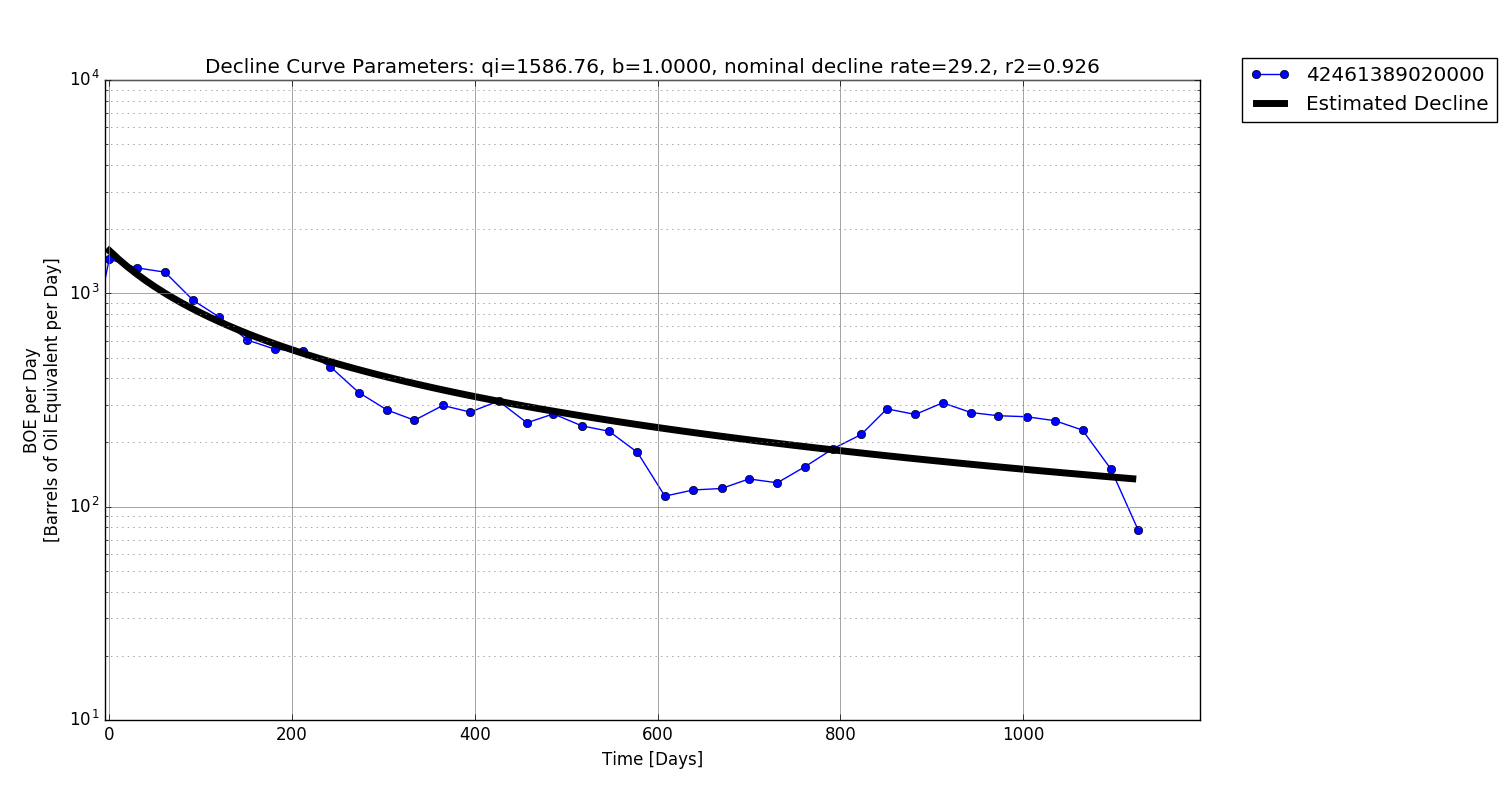 Decline Curve Parameters: qi=1586.76, b=1.0000, nominal decline rate=29.2, r2=0.926
42461389020000
Estimated Decline
BOE per Day
[Barrels of Oil Equivalent per Day]
10^4
10^3
10^2
10^1
0 200 400 600 800 1000
Time [Days]